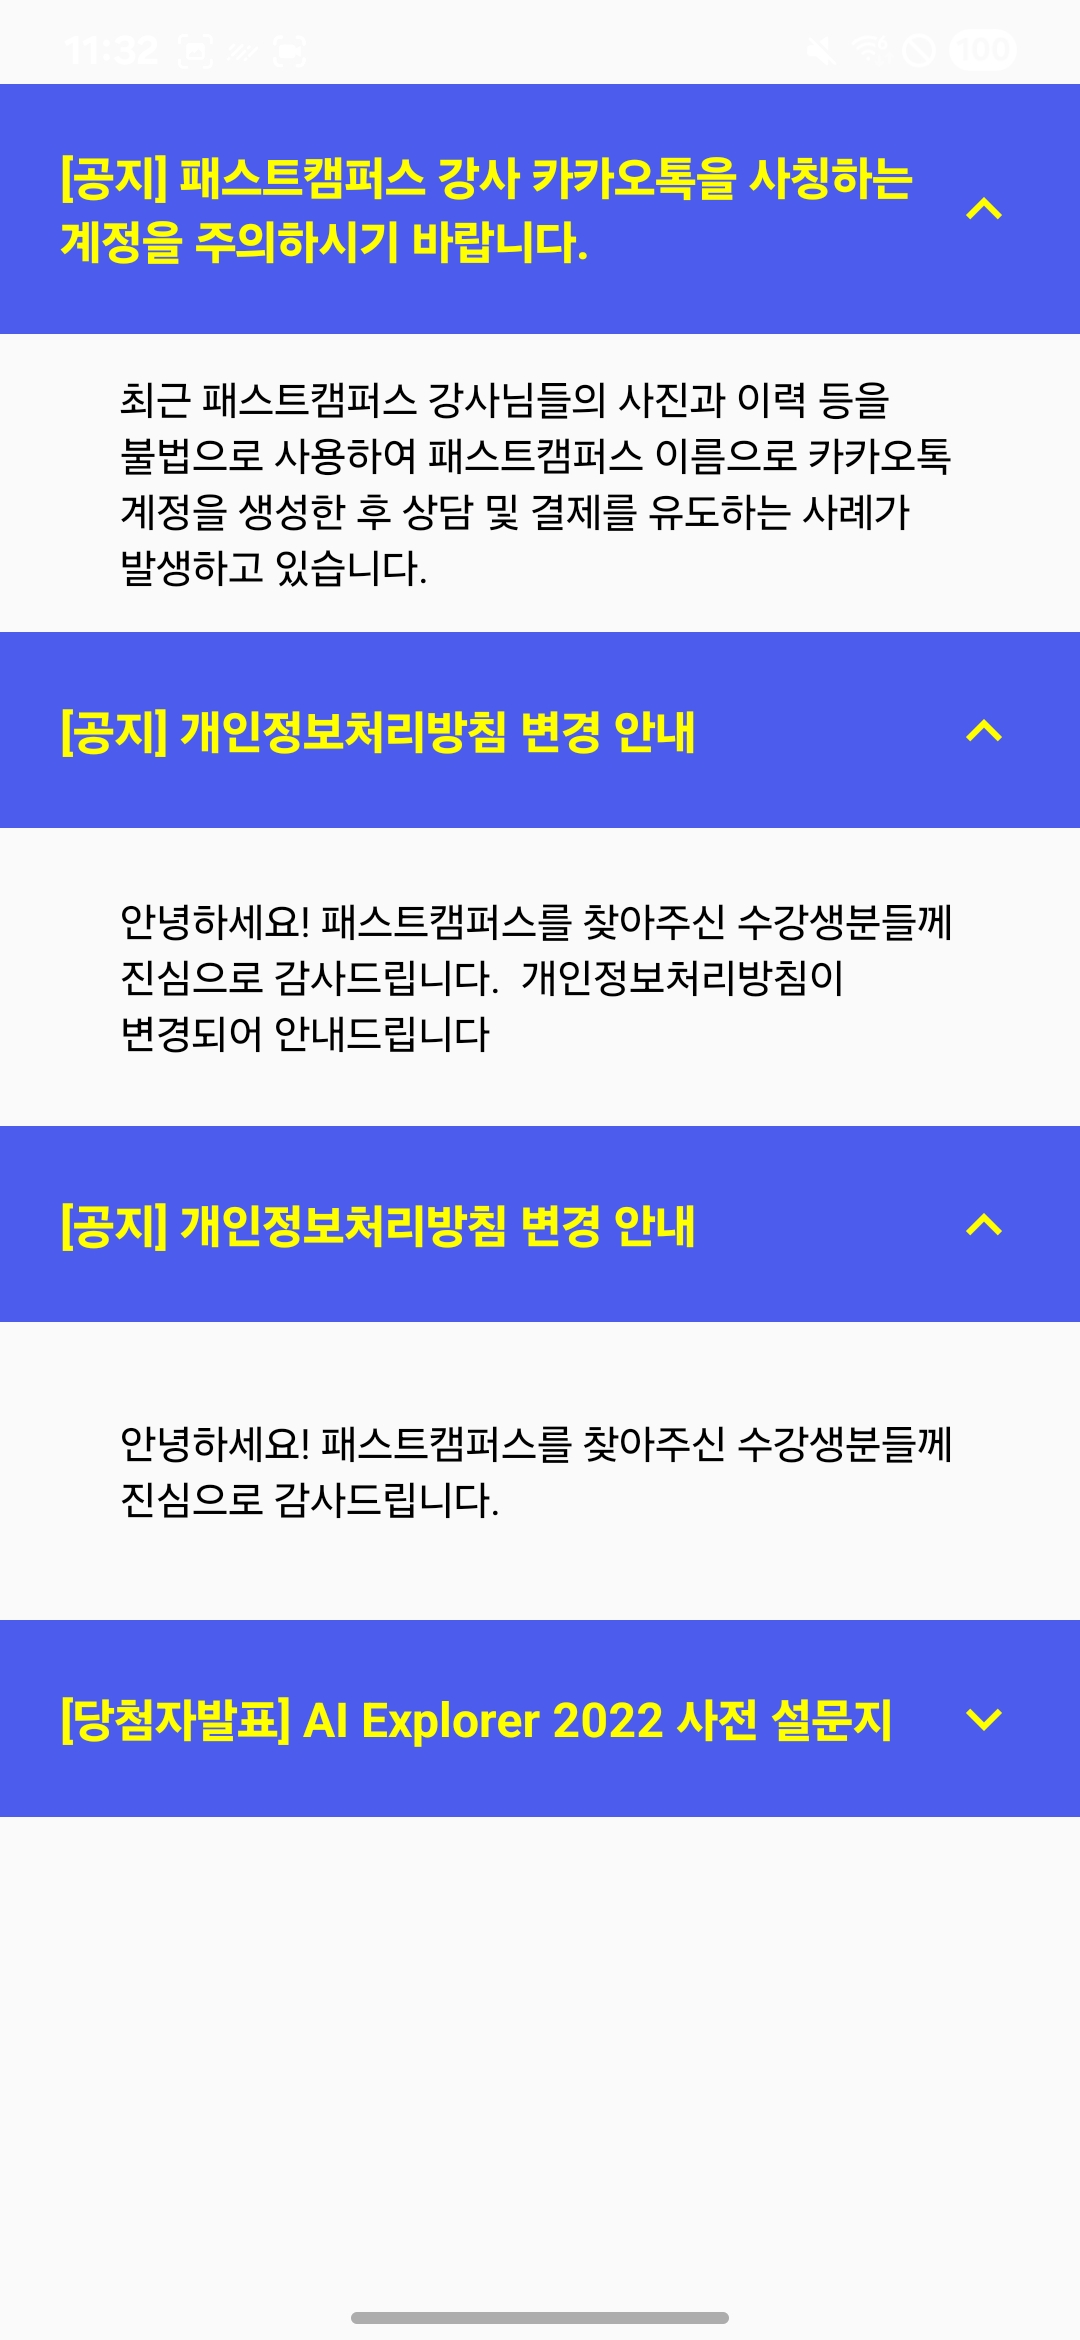 11:32
100
[공지] 패스트캠퍼스 강사 카카오톡을 사칭하는
계정을 주의하시기 바랍니다.
최근 패스트캠퍼스 강사님들의 사진과 이력 등을
불법으로 사용하여 패스트캠퍼스 이름으로 카카오톡
계정을 생성한 후 상담 및 결제를 유도하는 사례가
발생하고 있습니다.
[공지] 개인정보처리방침 변경 안내
안녕하세요! 패스트캠퍼스를 찾아주신 수강생분들께
진심으로 감사드립니다.  개인정보처리방침이
변경되어 안내드립니다
[공지] 개인정보처리방침 변경 안내
안녕하세요! 패스트캠퍼스를 찾아주신 수강생분들께
진심으로 감사드립니다.
[당첨자발표] AI Explorer 2022 사전 설문지